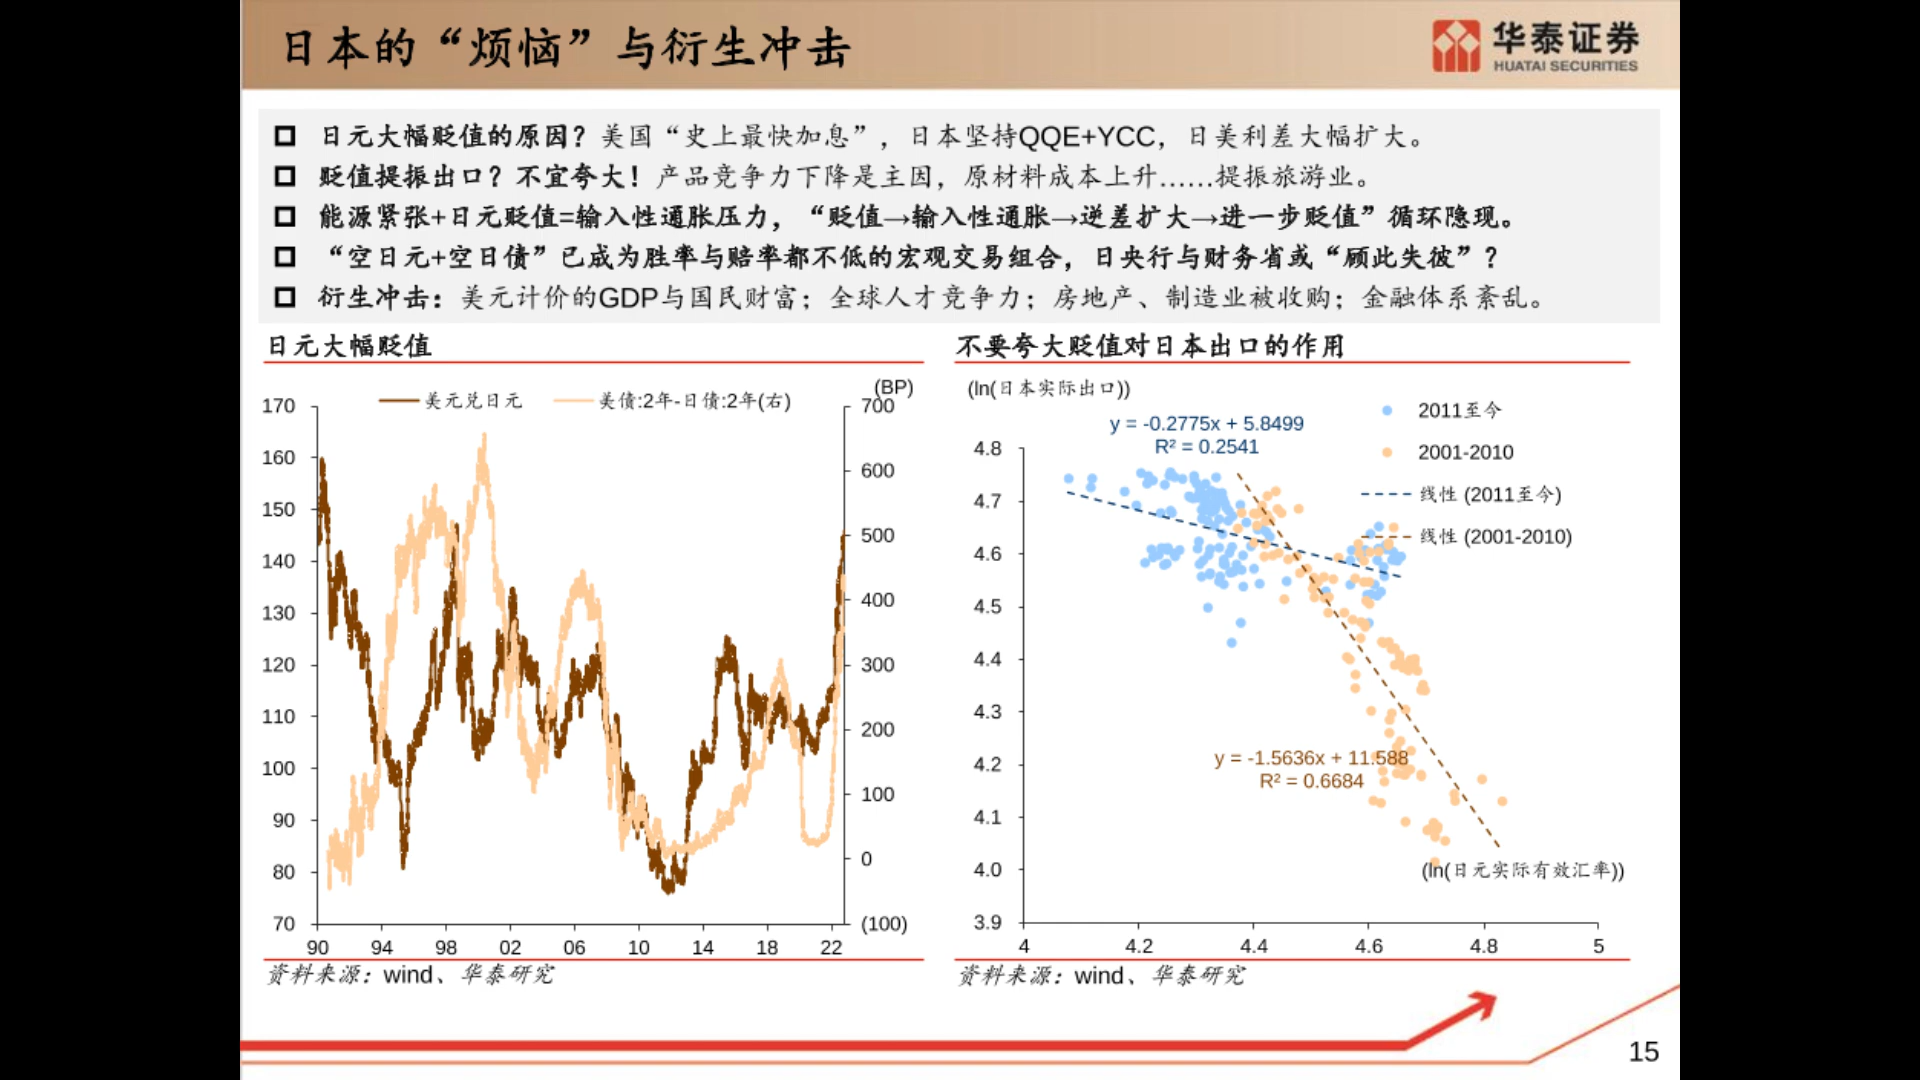 日本的“烦恼”与衍生冲击
华泰证券
HUATAI SECURITIES
日元大幅贬值的原因？美国“史上最快加息”，日本坚持QQE+YCC，日美利差大幅扩大。
贬值提振出口？不宜夸大！产品竞争力下降是主因，原材料成本上升……提振旅游业。
能源紧张+日元贬值=输入性通胀压力，“贬值→输入性通胀→逆差扩大→进一步贬值”循环隐现。
“空日元+空日债”已成为胜率与赔率都不低的宏观交易组合，日央行与财务省或“顾此失彼”？
衍生冲击：美元计价的GDP与国民财富；全球人才竞争力；房地产、制造业被收购；金融体系紊乱。
日元大幅贬值
(BP)
美元兑日元 美债:2年-日债:2年(右)
170 700
160 600
150 500
140 400
130 300
120 200
110 100
100 0
90 (100)
80
70
90 94 98 02 06 10 14 18 22
资料来源：wind、华泰研究
不要夸大贬值对日本出口的作用
(ln(日本实际出口))
y = -0.2775x + 5.8499
R² = 0.2541
2011至今
2001-2010
线性 (2011至今)
线性 (2001-2010)
4.8
4.7
4.6
4.5
4.4
4.3
4.2
4.1
4.0
3.9
y = -1.5636x + 11.588
R² = 0.6684
(ln(日元实际有效汇率))
4 4.2 4.4 4.6 4.8 5
资料来源：wind、华泰研究
15